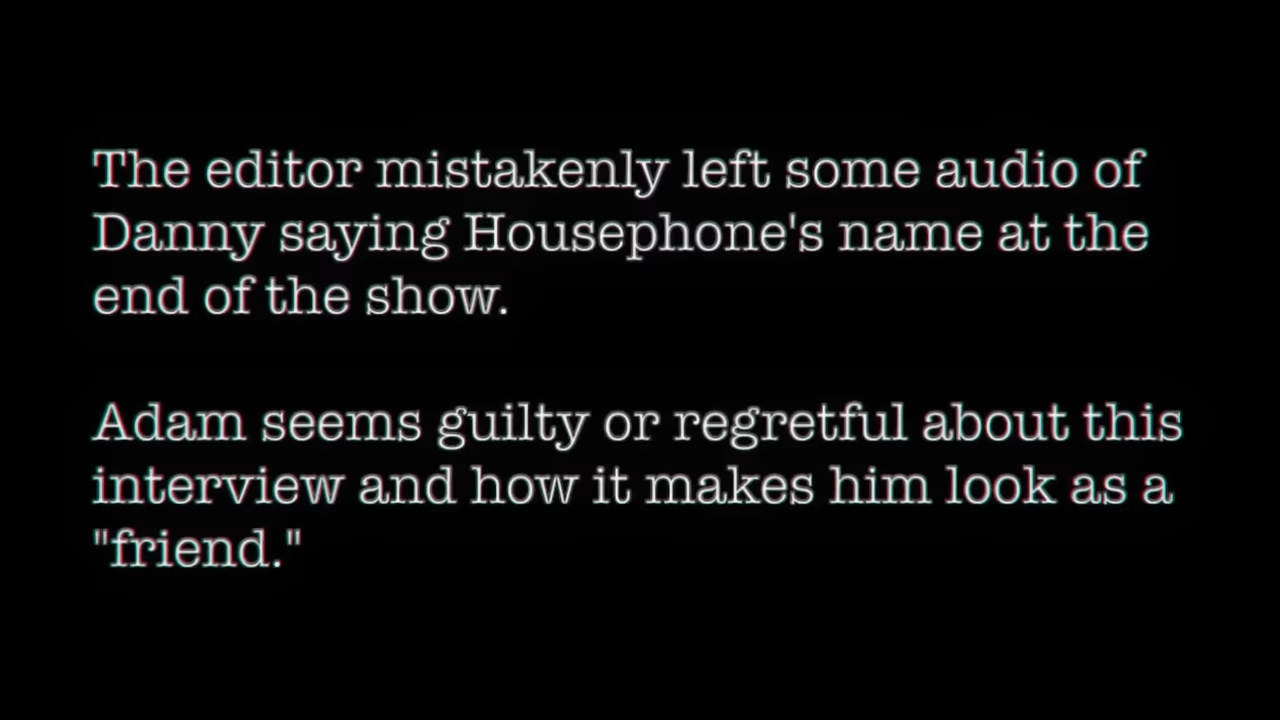 The editor mistakenly left some audio of
Danny saying Housephone's name at the
end of the show.
Adam seems guilty or regretful about this
interview and how it makes him look as a
"friend."